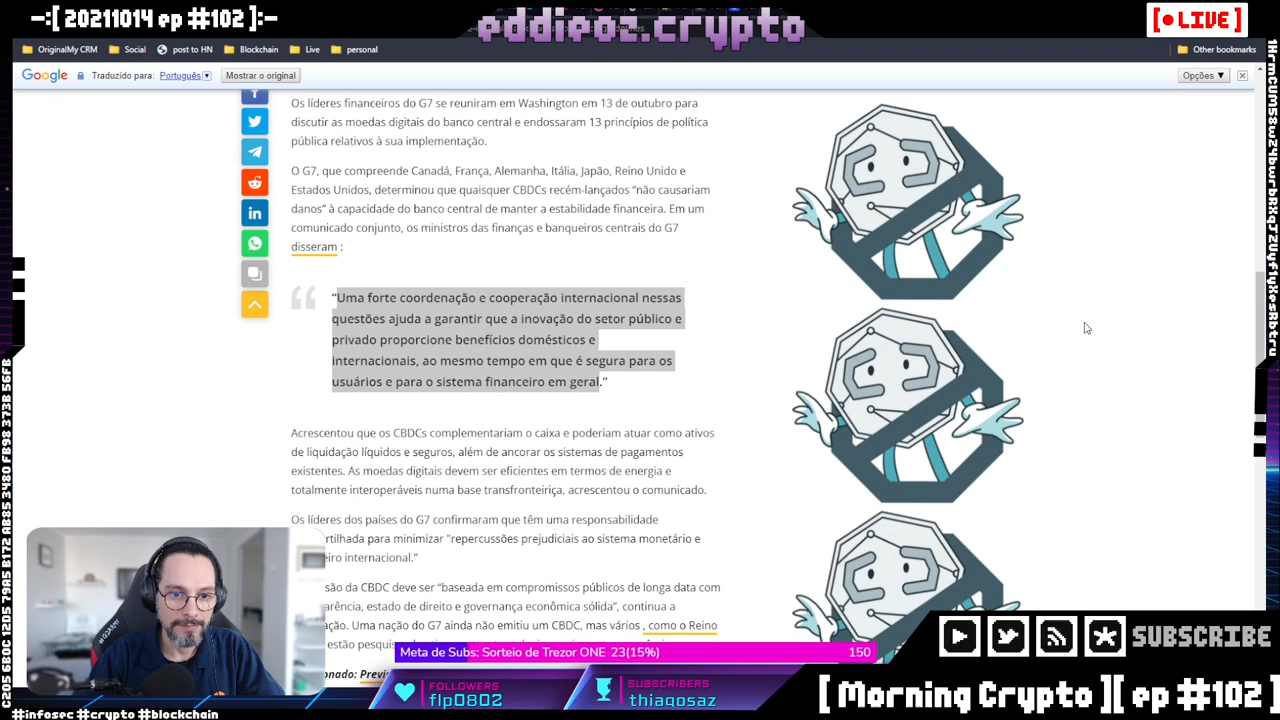 -:[ 20211014 ep #102 ]:-
eddieoz.crypto
[● LIVE]
OriginalMy CRM
Social
post to HN
Blockchain
Live
personal
Other bookmarks
Google
Traduzido para: Português
Mostrar o original
Opções ▼
Os líderes financeiros do G7 se reuniram em Washington em 13 de outubro para
discutir as moedas digitais do banco central e endossaram 13 princípios de política
pública relativos à sua implementação.
O G7, que compreende Canadá, França, Alemanha, Itália, Japão, Reino Unido e
Estados Unidos, determinou que quaisquer CBDCs recém-lançados “não causariam
danos” à capacidade do banco central de manter a estabilidade financeira. Em um
comunicado conjunto, os ministros das finanças e banqueiros centrais do G7
disseram :
“Uma forte coordenação e cooperação internacional nessas
questões ajuda a garantir que a inovação do setor público e
privado proporcione benefícios domésticos e
internacionais, ao mesmo tempo em que é segura para os
usuários e para o sistema financeiro em geral.”
Acrescentou que os CBDCs complementariam o caixa e poderiam atuar como ativos
de liquidação líquidos e seguros, além de ancorar os sistemas de pagamentos
existentes. As moedas digitais devem ser eficientes em termos de energia e
totalmente interoperáveis numa base transfronteiriça, acrescentou o comunicado.
Os líderes dos países do G7 confirmaram que têm uma responsabilidade
artilhada para minimizar "repercussões prejudiciais ao sistema monetário e
eiro internacional."
são da CBDC deve ser “baseada em compromissos públicos de longa data com
arência, estado de direito e governança econômica sólida”, continua a
ação. Uma nação do G7 ainda não emitiu um CBDC, mas vários , como o Reino
estão
onado: Previ
Meta de Subs: Sorteio de Trezor ONE 23(15%)
150
FOLLOWERS
flp0802
SUBSCRIBERS
thiagosaz
SUBSCRIBE
[ Morning Crypto ][ ep #102 ]
#infosec #crypto #blockchain